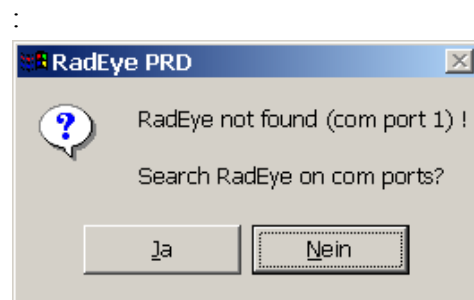 :
RadEye PRD
RadEye not found (com port 1) !
Search RadEye on com ports?
Ja
Nein